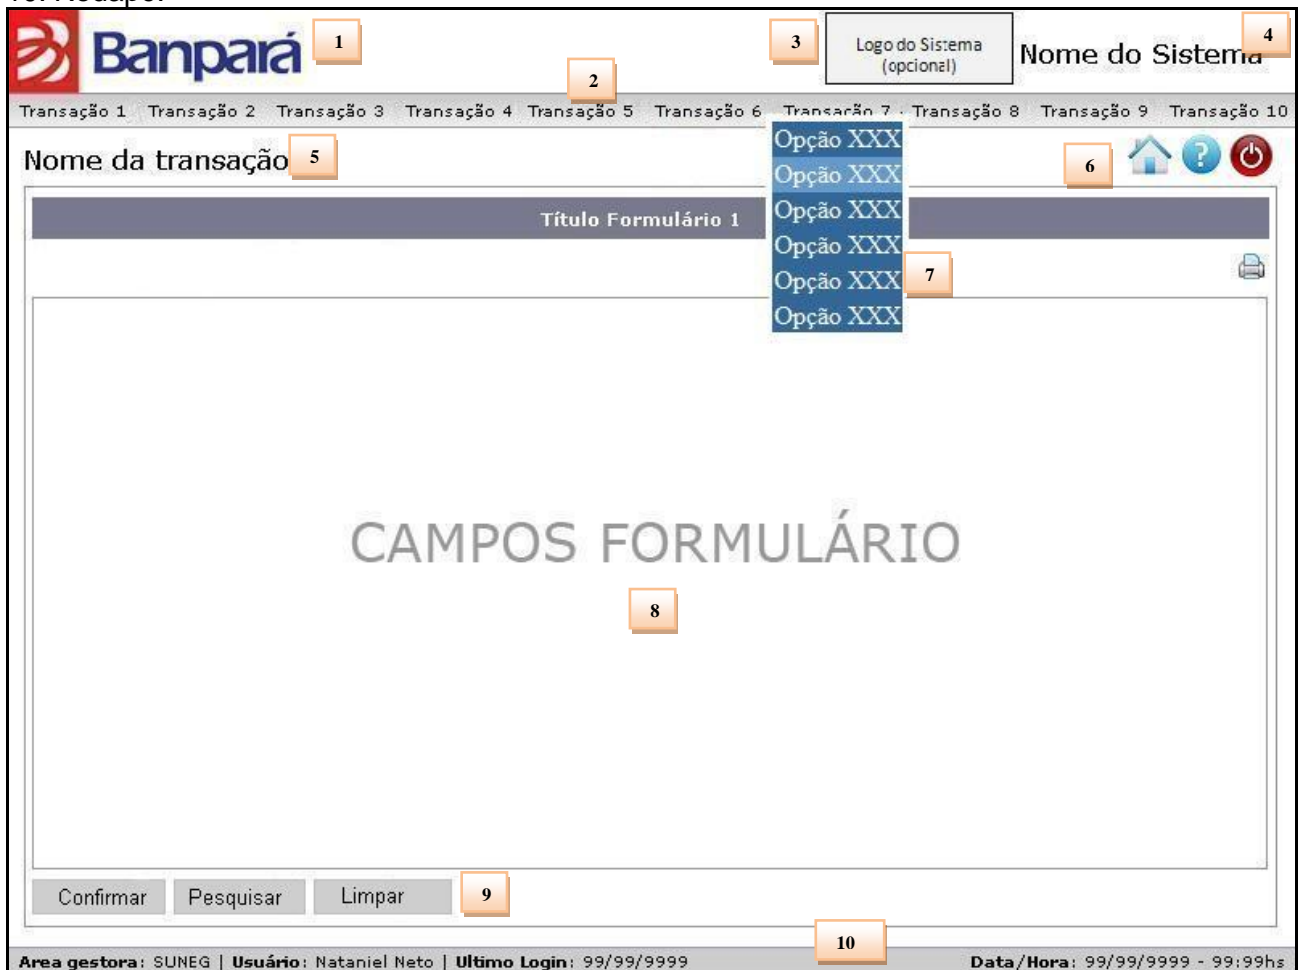 10. Rodapé.
Banpará 1 3 Logo do Sistema (opcional) Nome do Sistema 4
2
Transação 1 Transação 2 Transação 3 Transação 4 Transação 5 Transação 6 Transação 7 Transação 8 Transação 9 Transação 10
Nome da transação 5 6
Opção XXX
Opção XXX
Título Formulário 1
Opção XXX
Opção XXX
Opção XXX 7
Opção XXX
CAMPOS FORMULÁRIO
8
Confirmar Pesquisar Limpar 9
10
Area gestora: SUNEG | Usuário: Nataniel Neto | Ultimo Login: 99/99/9999 Data/Hora: 99/99/9999 - 99:99hs